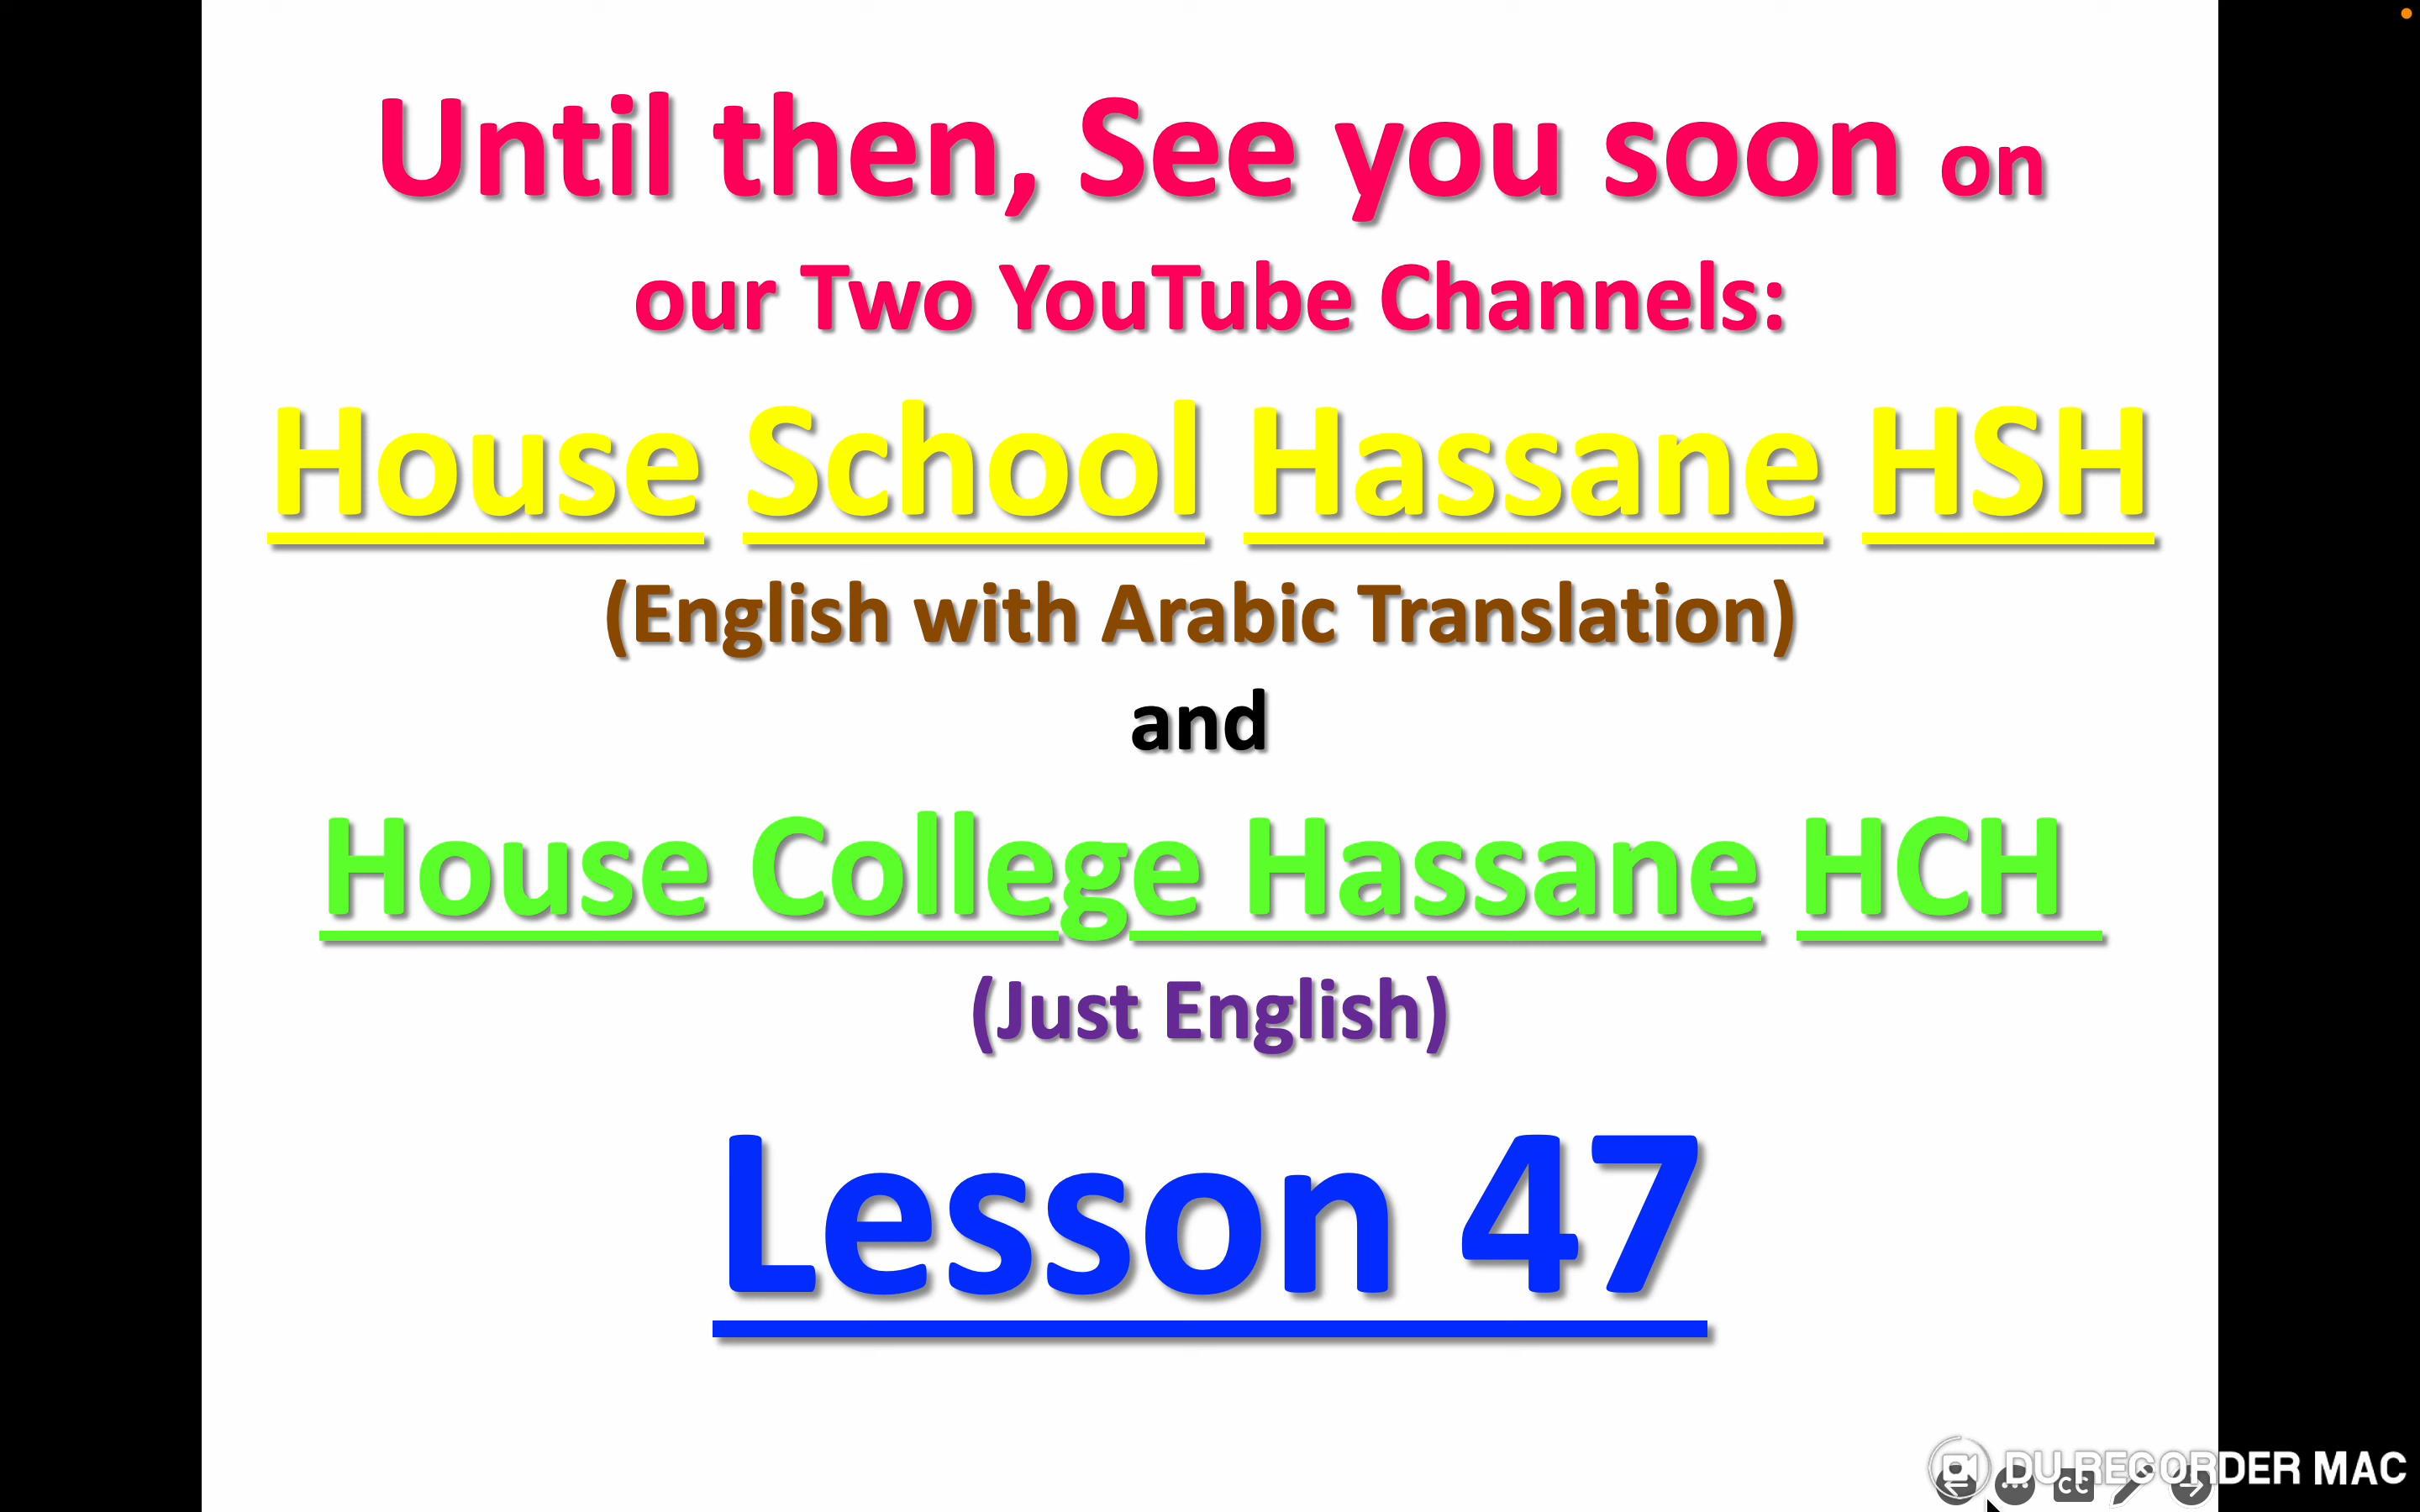 Until then, See you soon on
our Two YouTube Channels:
House School Hassane HSH
(English with Arabic Translation)
and
House College Hassane HCH
(Just English)
Lesson 47
DU RECORDER MAC
CC